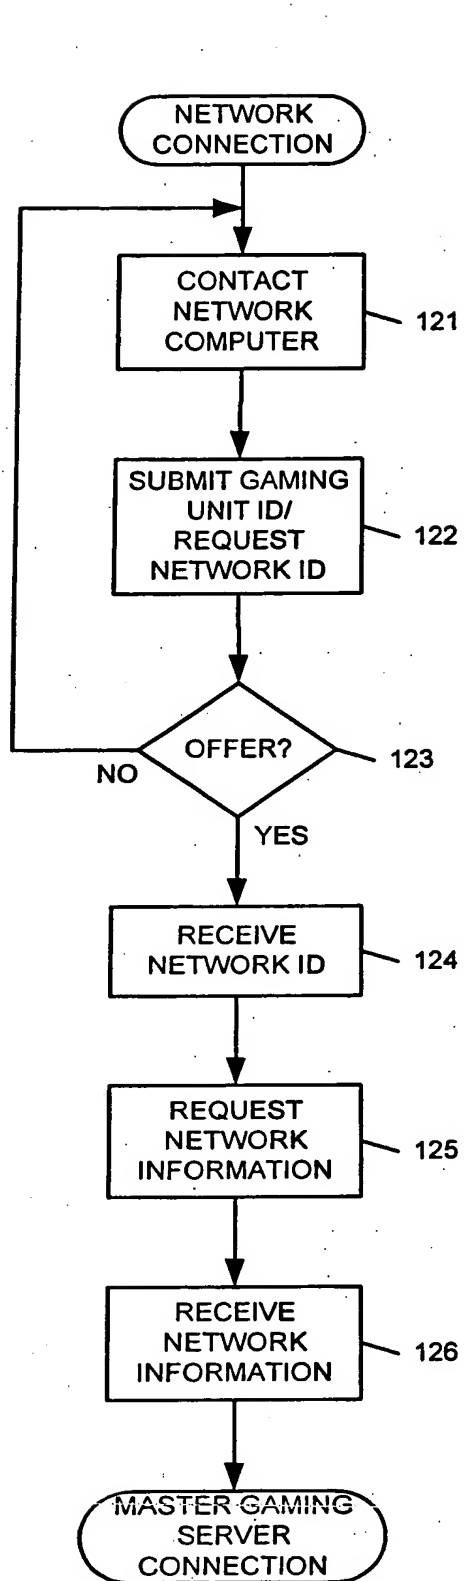 NETWORK
CONNECTION
CONTACT
NETWORK
COMPUTER
121
SUBMIT GAMING
UNIT ID/
REQUEST
NETWORK ID
122
OFFER?
123
NO
YES
RECEIVE
NETWORK ID
124
REQUEST
NETWORK
INFORMATION
125
RECEIVE
NETWORK
INFORMATION
126
MASTER GAMING
SERVER
CONNECTION